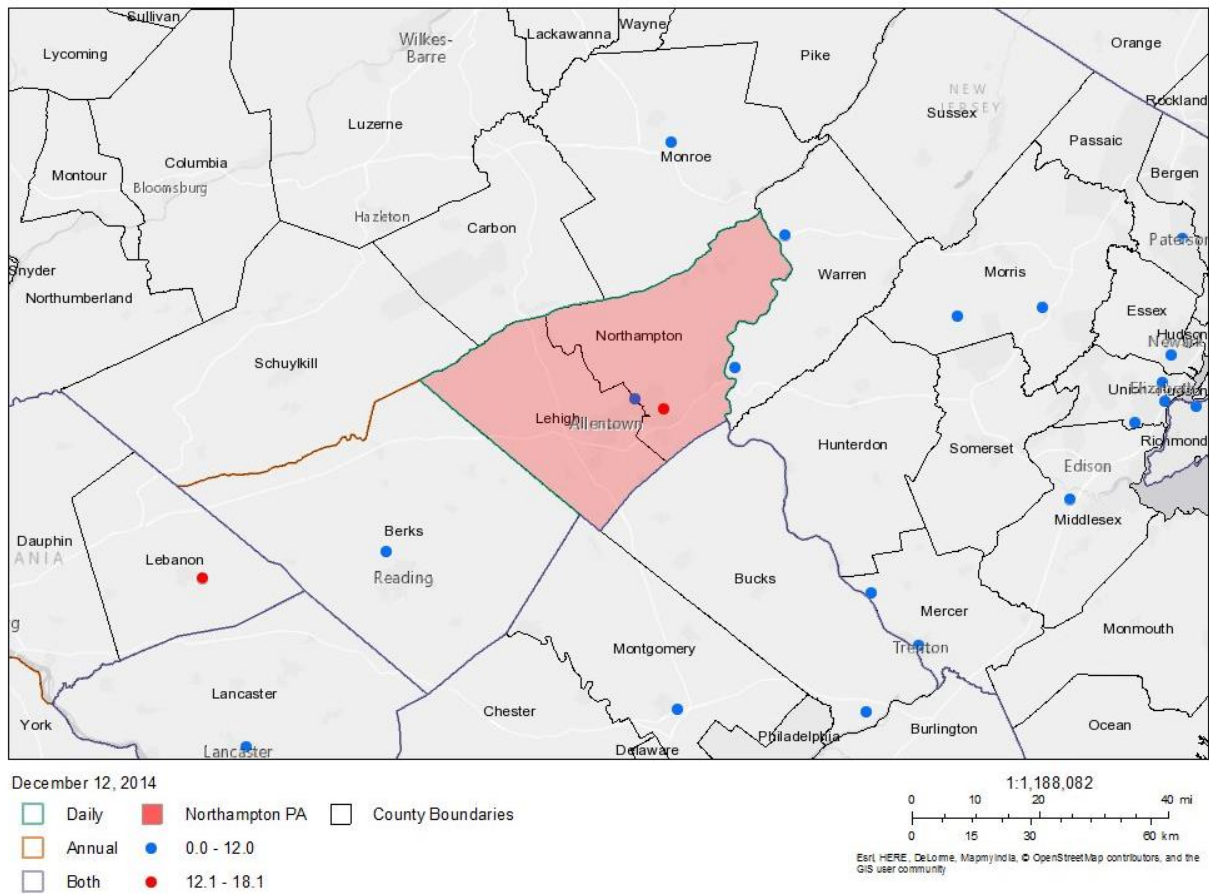 Sullivan
Lycoming
Wilkes-
Barre
Lackawanna
Wayne
Pike
Orange
NEW
JERSEY
Sussex
Rockland
Luzerne
Passaic
Columbia
Monroe
Montour
Bloomsburg
Bergen
Hazleton
Carbon
Paterson
Snyder
Northumberland
Warren
Morris
Essex
Northampton
Hudson
Newark
Schuylkill
Union
Elizabeth
Lehigh
Allentown
Hunterdon
Somerset
Richmond
Edison
Middlesex
Dauphin
ANIA
Lebanon
Berks
Reading
Bucks
Mercer
g
Monmouth
Montgomery
Trenton
Lancaster
York
Chester
Burlington
Ocean
Philadelphia
Delaware
Lancaster
December 12, 2014
Daily
Northampton PA
County Boundaries
Annual
0.0 - 12.0
Both
12.1 - 18.1
1:1,188,082
0 10 20 40 mi
0 15 30 60 km
Esri, HERE, DeLorme, MapmyIndia, © OpenStreetMap contributors, and the
GIS user community